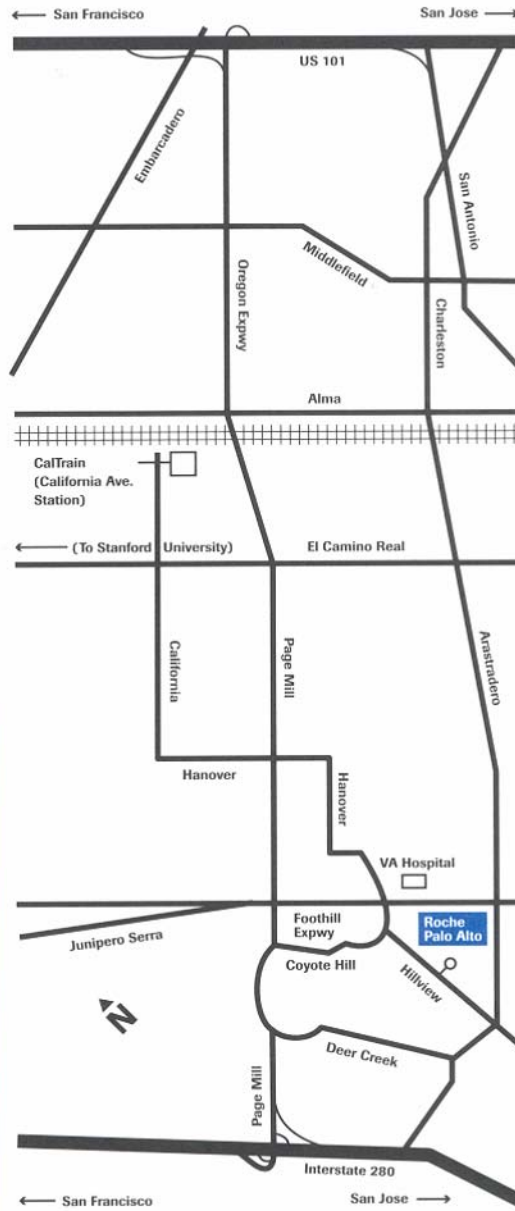 San Francisco
San Jose
US 101
Embarcadero
San Antonio
Middlefield
Oregon Expwy
Charleston
Alma
CalTrain
(California Ave.
Station)
(To Stanford University)
El Camino Real
California
Page Mill
Arastradero
Hanover
Hanover
VA Hospital
Foothill
Expwy
Roche
Palo Alto
Junipero Serra
Coyote Hill
Hillview
N
Deer Creek
Page Mill
Interstate 280
San Francisco
San Jose